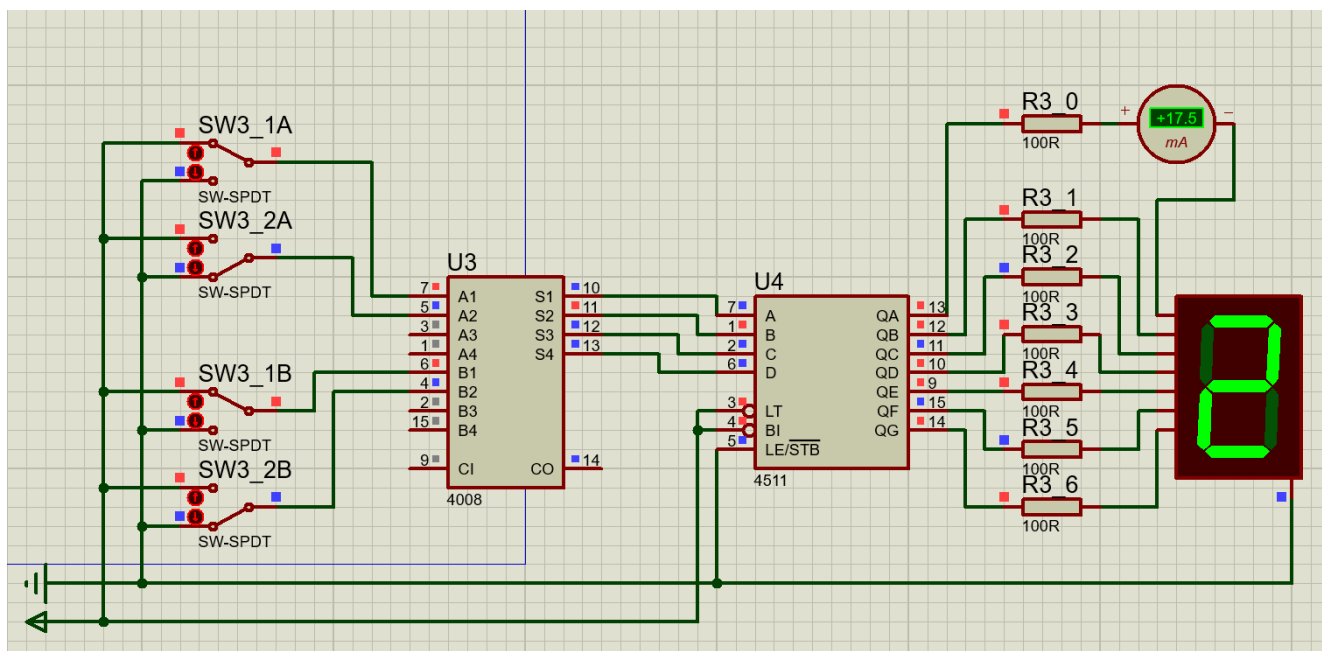 SW3_1A
SW-SPDT
SW3_2A
SW-SPDT
SW3_1B
SW-SPDT
SW3_2B
SW-SPDT
U3
7 A1 S1 10
5 A2 S2 11
3 A3 S3 12
1 A4 S4 13
6 B1
4 B2
2 B3
15 B4
9 CI CO 14
4008
U4
7 A QA 13
1 B QB 12
2 C QC 11
6 D QD 10
QE 9
3 LT QF 15
4 BI QG 14
5 LE/STB
4511
R3_0
100R
R3_1
100R
R3_2
100R
R3_3
100R
R3_4
100R
R3_5
100R
R3_6
100R
+ −
+17.5
mA
2